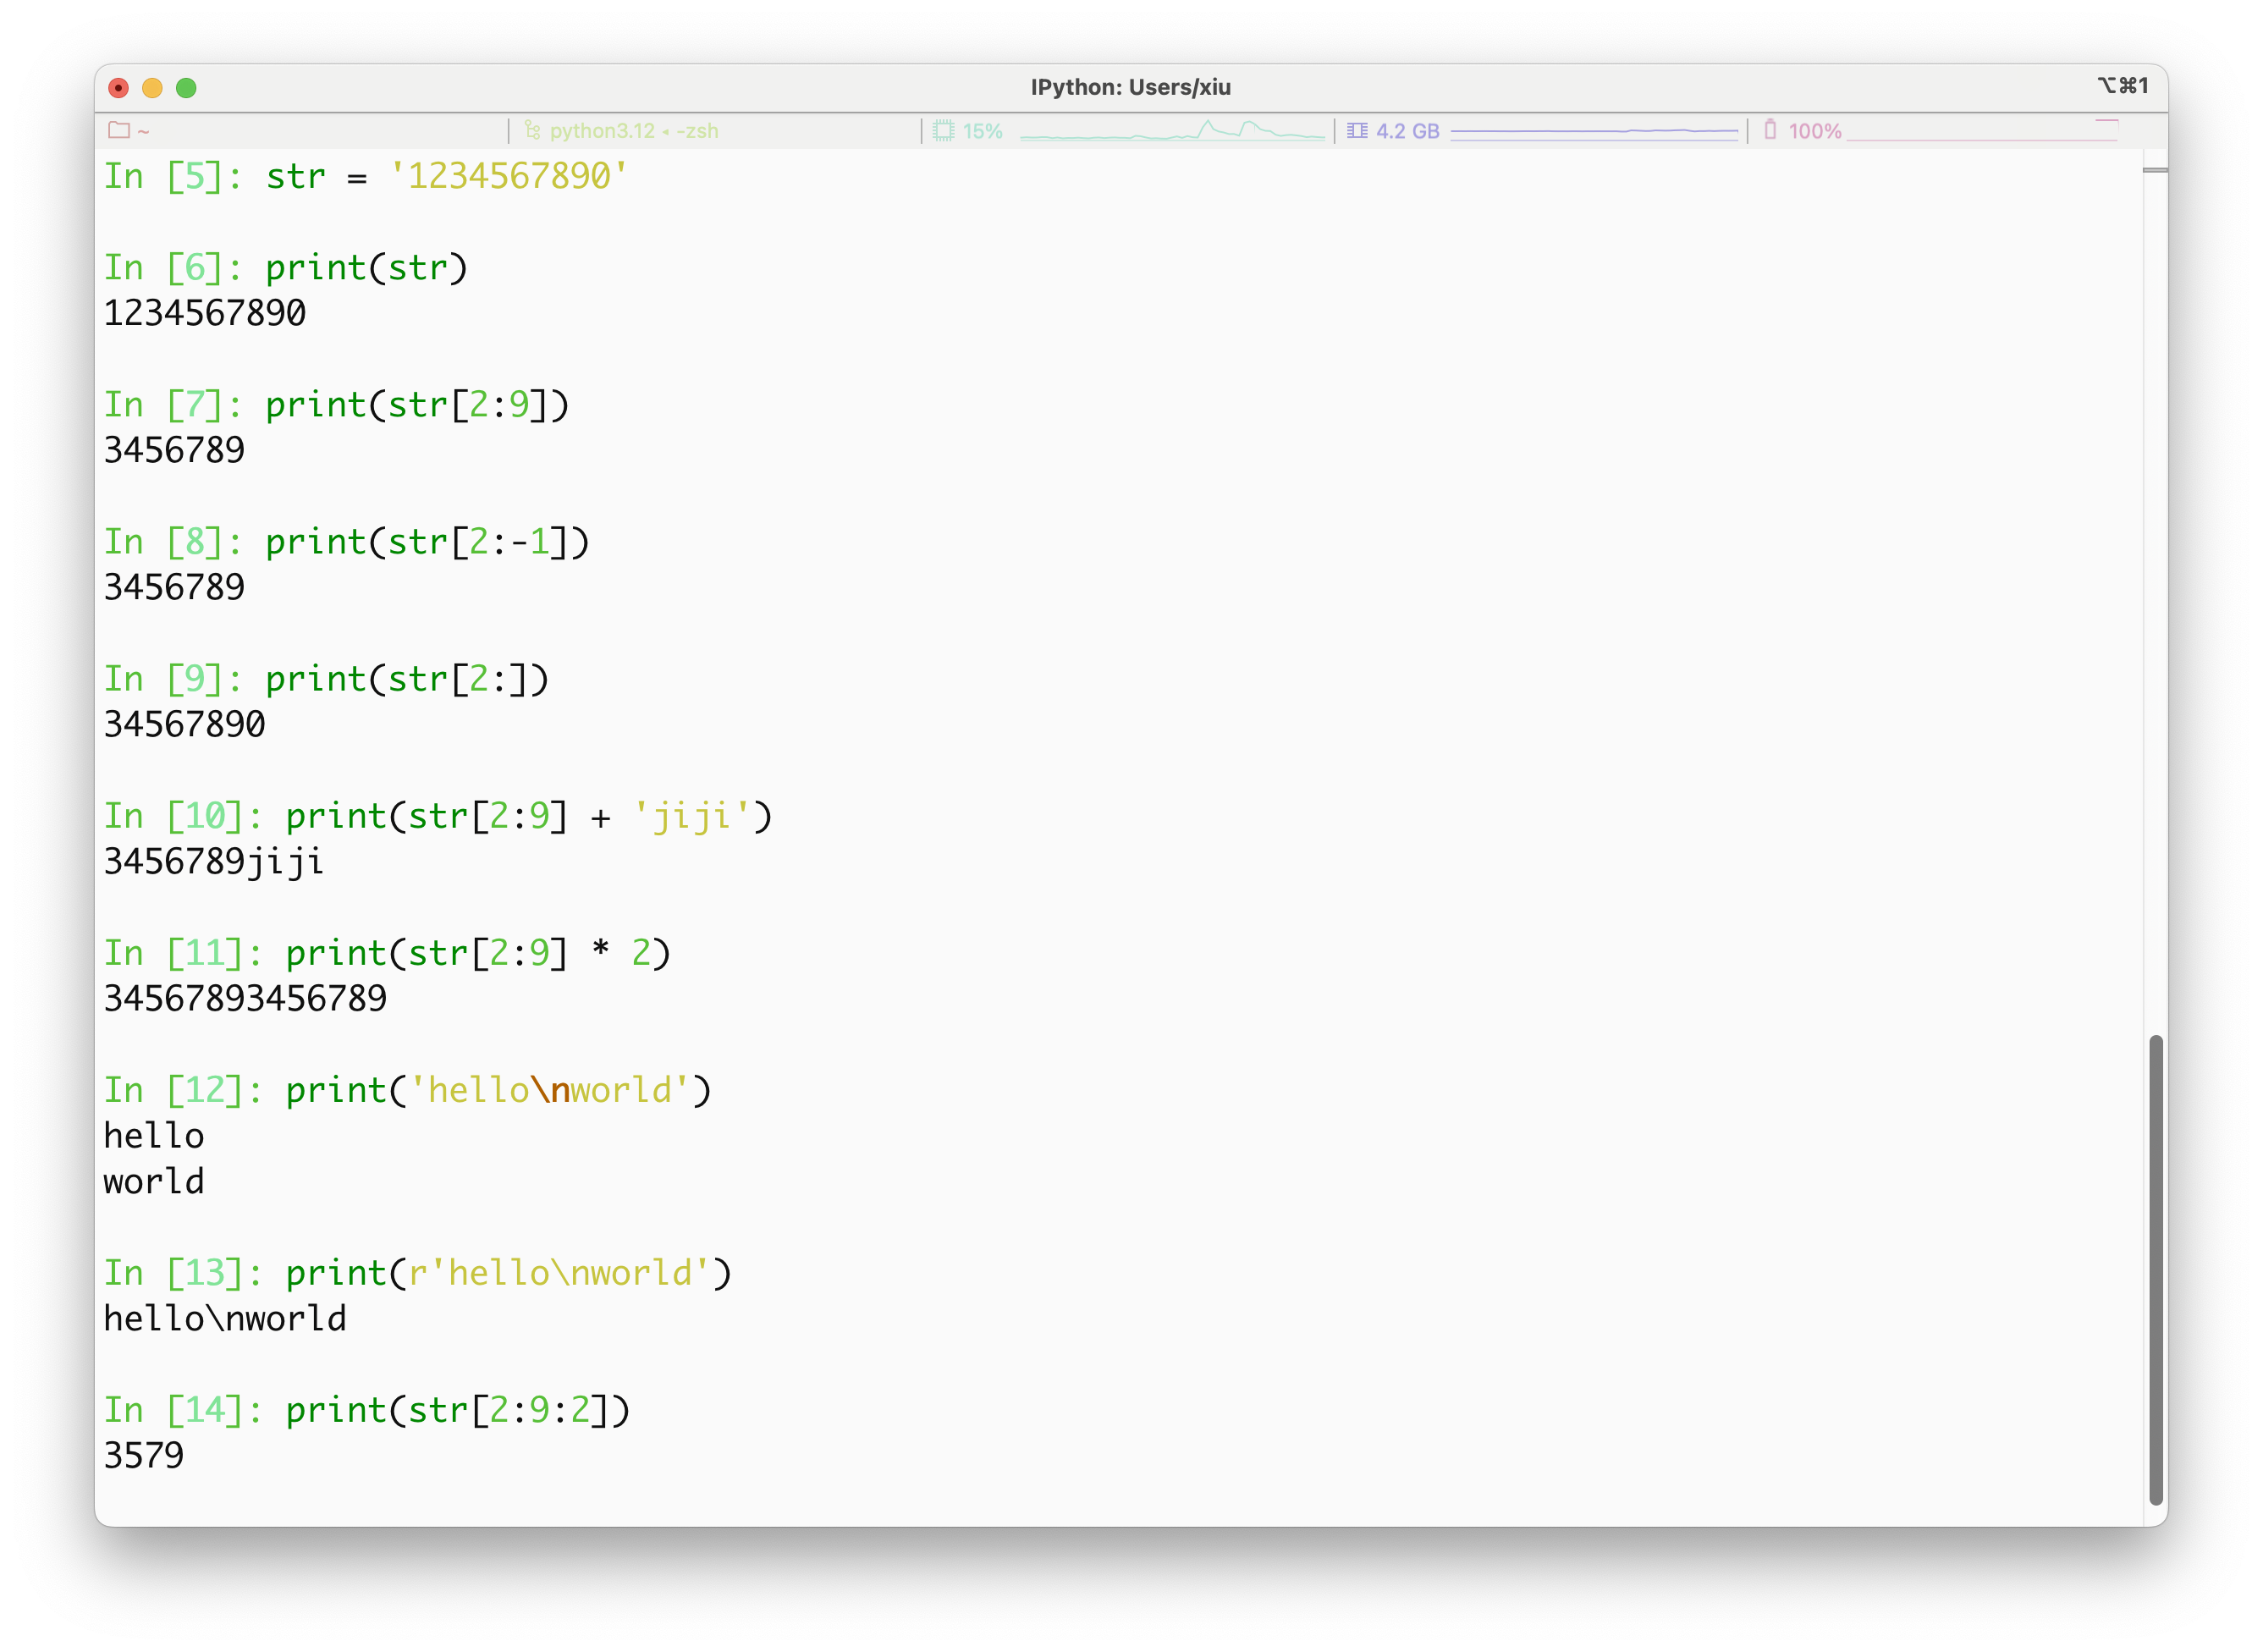 IPython: Users/xiu ⌥⌘1
~ python3.12 ◂ -zsh 15% 4.2 GB 100%
In [5]: str = '1234567890'
In [6]: print(str)
1234567890
In [7]: print(str[2:9])
3456789
In [8]: print(str[2:-1])
3456789
In [9]: print(str[2:])
34567890
In [10]: print(str[2:9] + 'jiji')
3456789jiji
In [11]: print(str[2:9] * 2)
34567893456789
In [12]: print('hello\nworld')
hello
world
In [13]: print(r'hello\nworld')
hello\nworld
In [14]: print(str[2:9:2])
3579